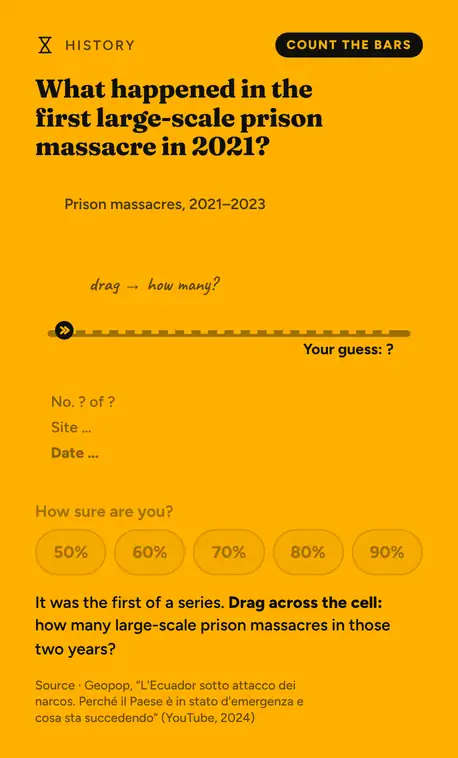 HISTORY
COUNT THE BARS
What happened in the
first large-scale prison
massacre in 2021?
Prison massacres, 2021–2023
drag → how many?
Your guess: ?
No. ? of ?
Site ...
Date ...
How sure are you?
50% 60% 70% 80% 90%
It was the first of a series. Drag across the cell:
how many large-scale prison massacres in those
two years?
Source · Geopop, “L'Ecuador sotto attacco dei
narcos. Perché il Paese è in stato d'emergenza e
cosa sta succedendo” (YouTube, 2024)